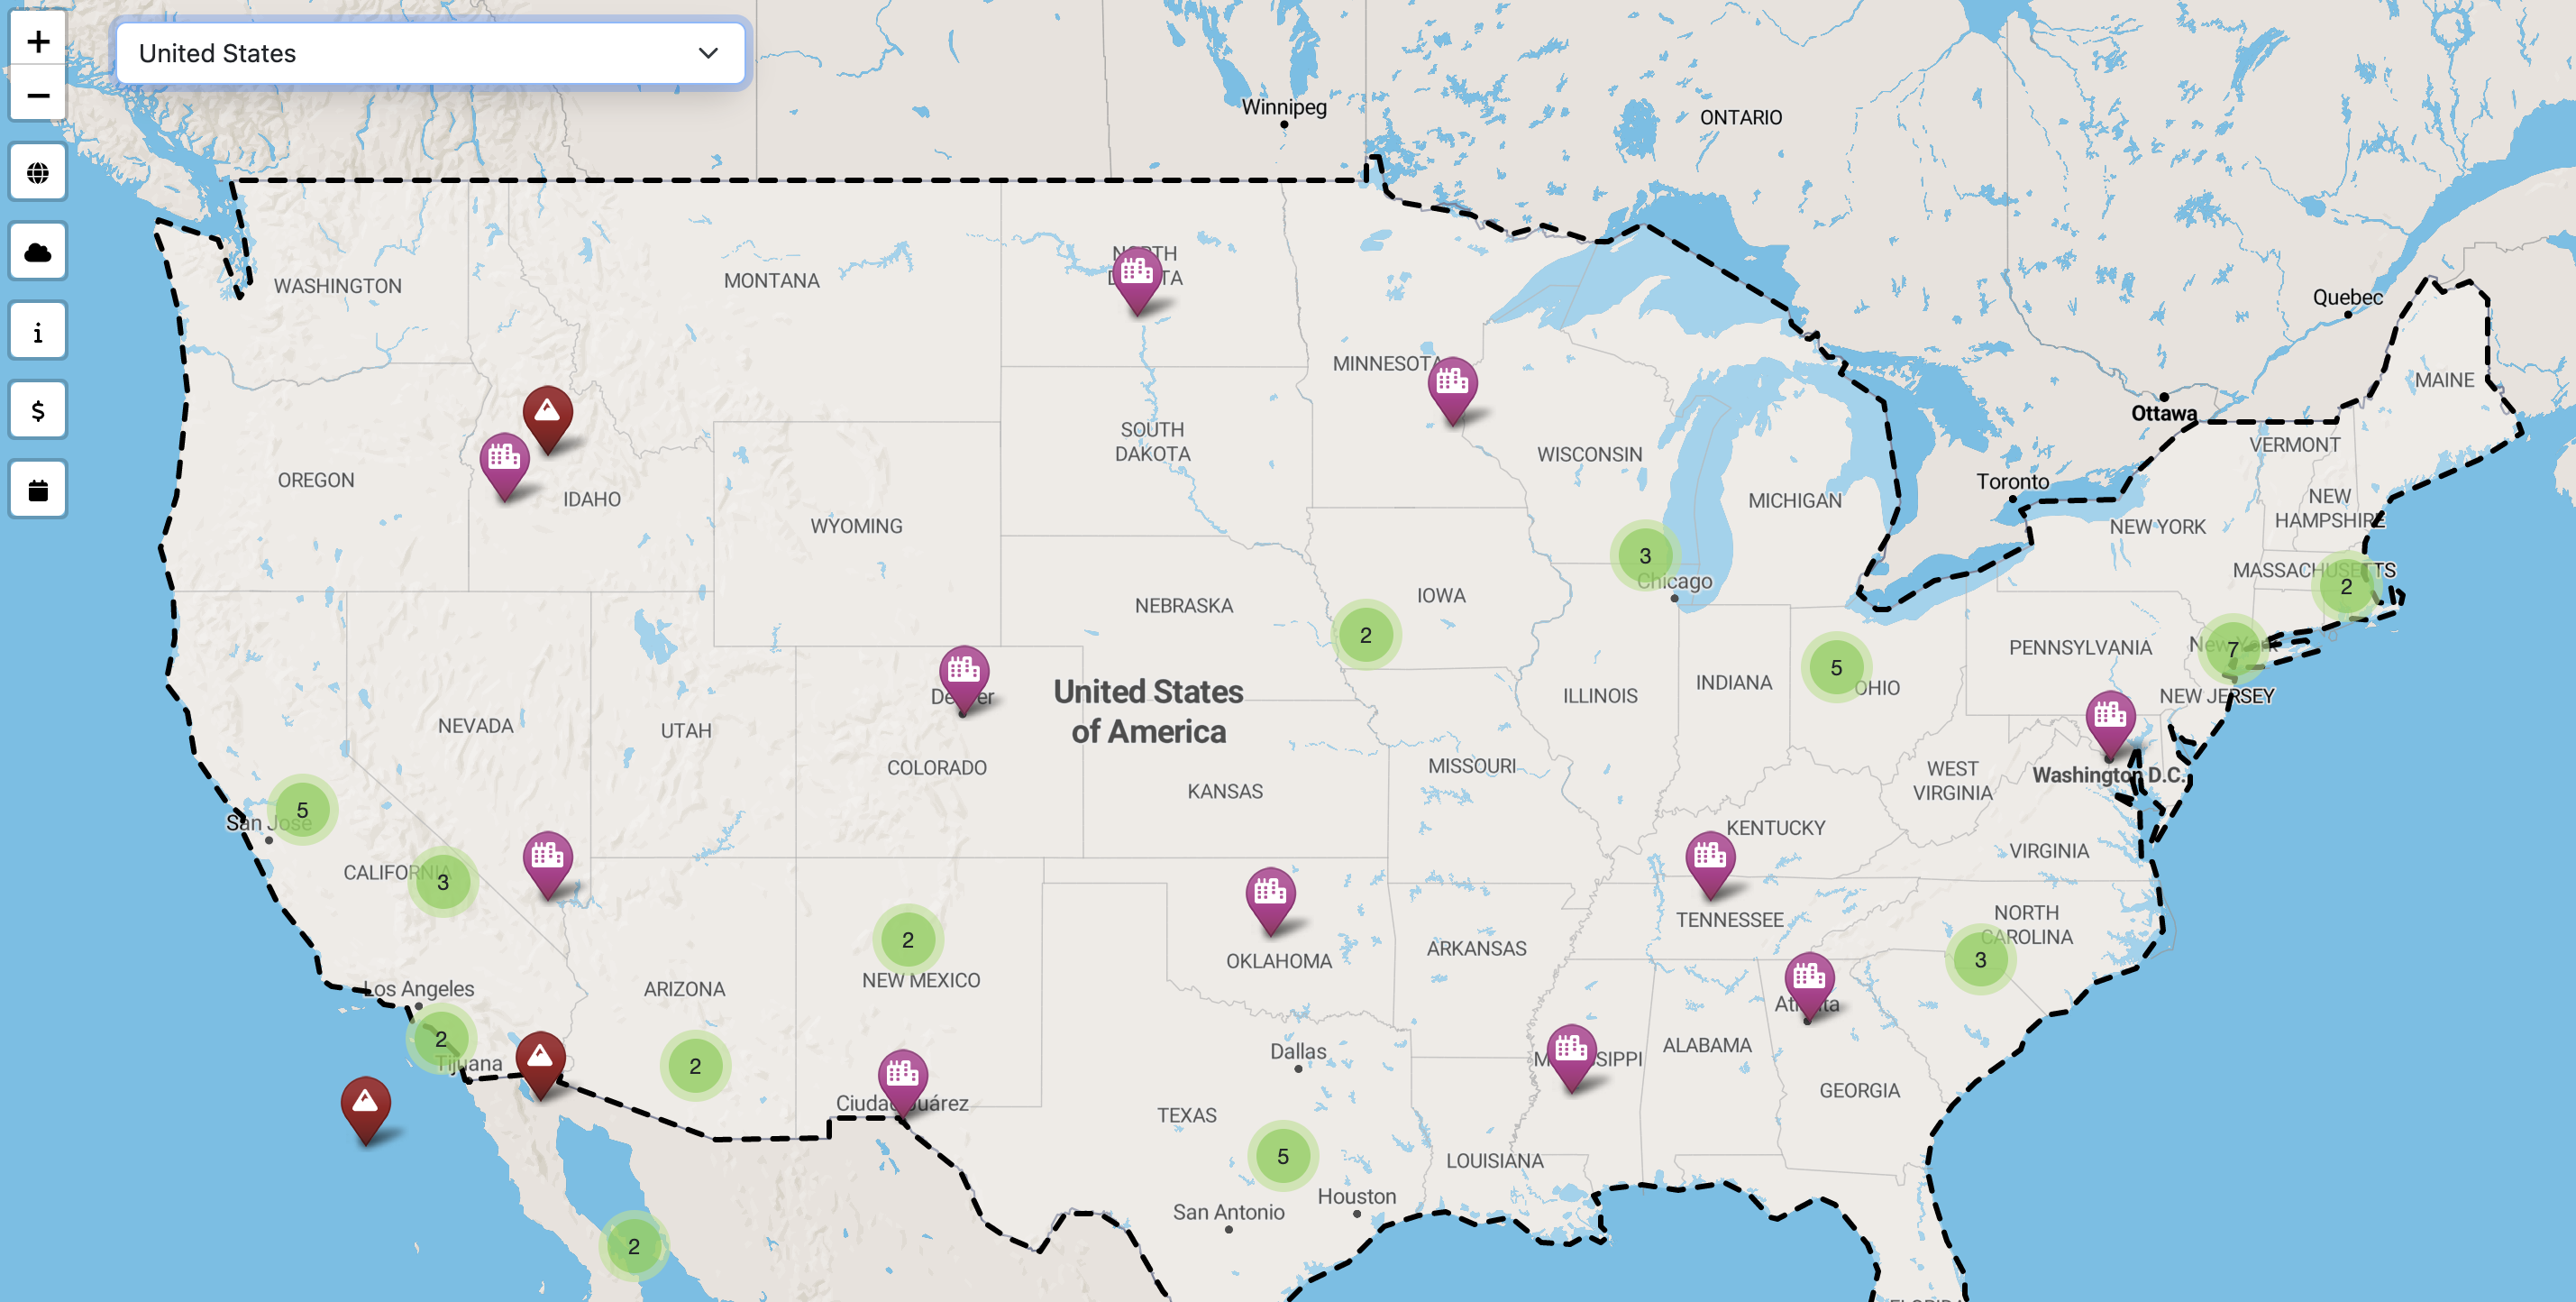 +
United States
−
Winnipeg
ONTARIO
WASHINGTON
MONTANA
NORTH
DAKOTA
Quebec
MINNESOTA
MAINE
Ottawa
VERMONT
SOUTH
DAKOTA
WISCONSIN
OREGON
IDAHO
Toronto
MICHIGAN
NEW
HAMPSHIRE
WYOMING
NEW YORK
3
Chicago
MASSACHUSETTS
2
IOWA
NEBRASKA
2
PENNSYLVANIA
New York
7
5
OHIO
INDIANA
ILLINOIS
United States
of America
Denver
NEW JERSEY
NEVADA
UTAH
COLORADO
MISSOURI
KANSAS
WEST
VIRGINIA
Washington D.C.
5
San Jose
KENTUCKY
VIRGINIA
CALIFORNIA
3
TENNESSEE
NORTH
CAROLINA
2
NEW MEXICO
OKLAHOMA
ARKANSAS
3
Los Angeles
ARIZONA
Atlanta
2
Tijuana
2
Dallas
MISSISSIPPI
ALABAMA
GEORGIA
Ciudad Juárez
TEXAS
5
LOUISIANA
Houston
San Antonio
2
i
$